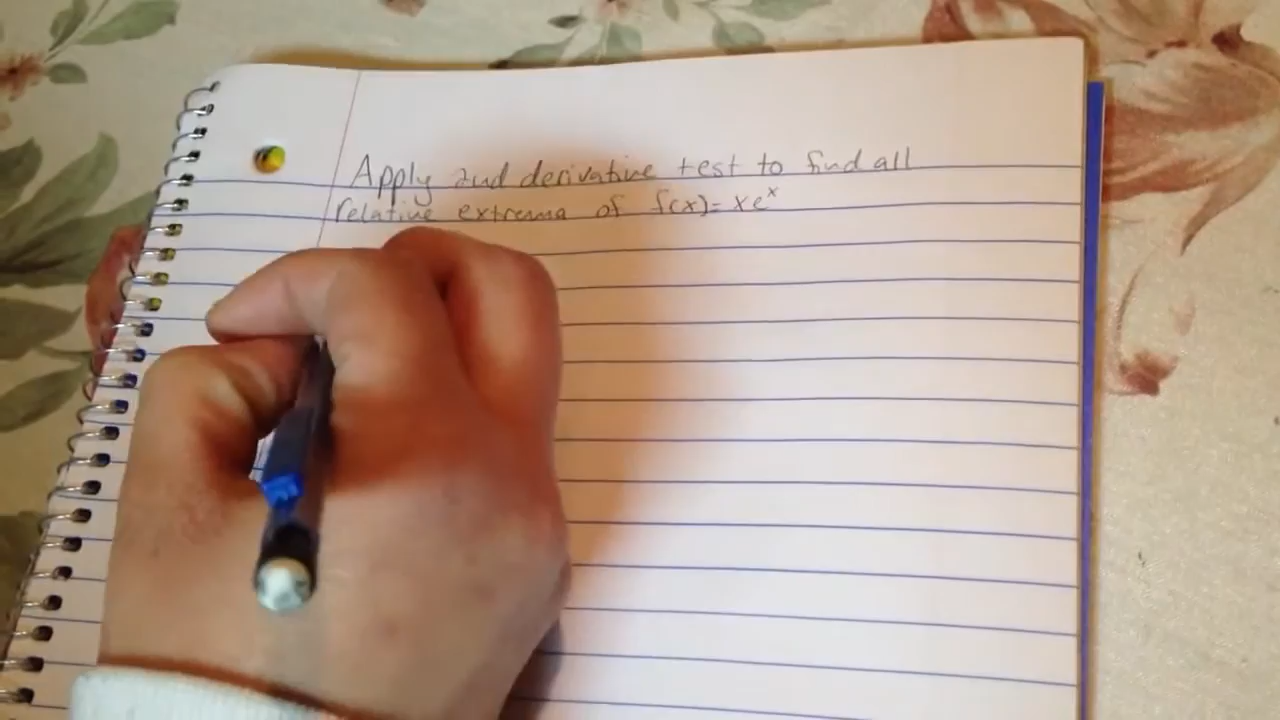 Apply 2nd derivative test to find all
relative extrema of f(x)= xe^x